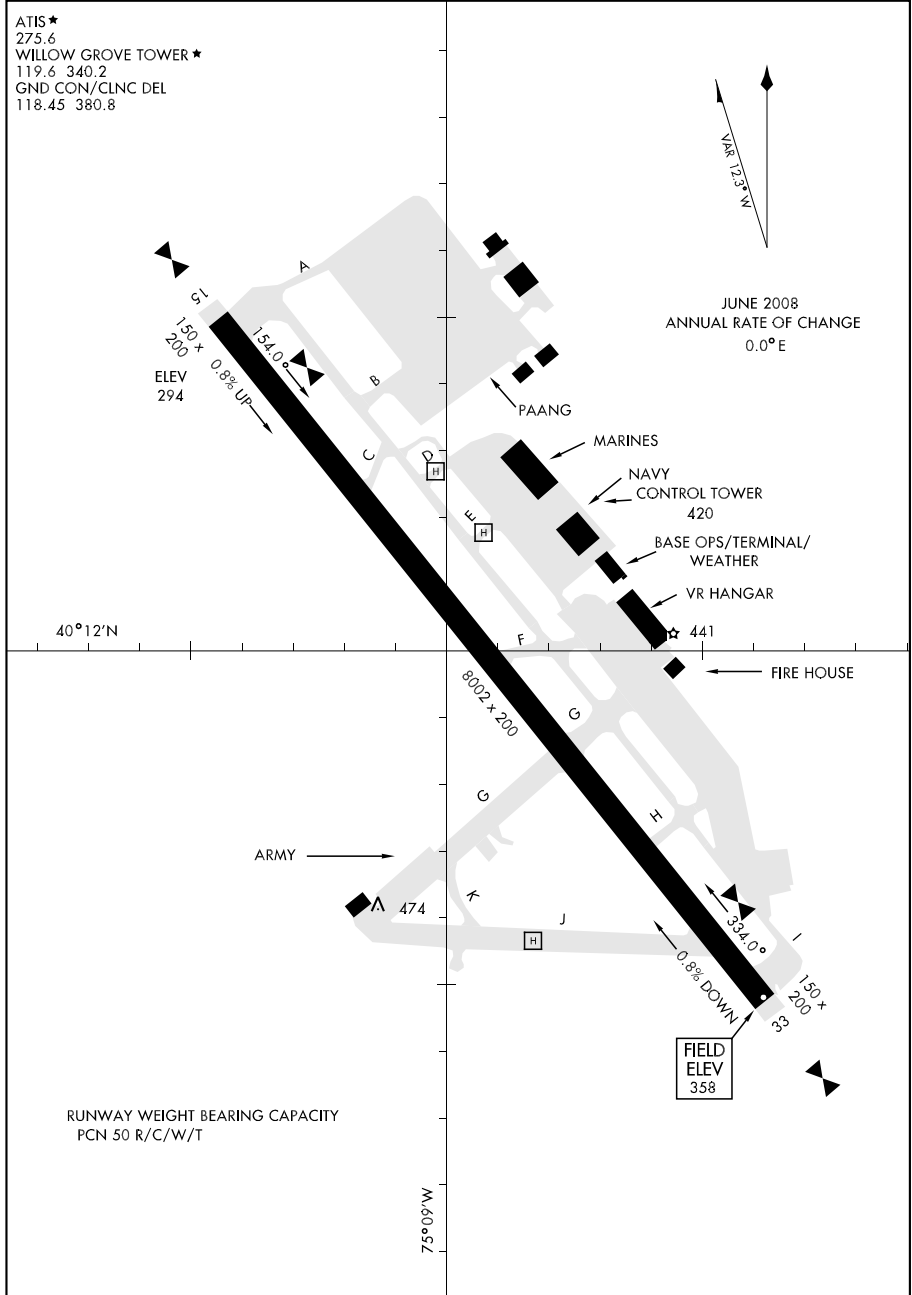 ATIS★
275.6
WILLOW GROVE TOWER★
119.6 340.2
GND CON/CLNC DEL
118.45 380.8
VAR 12.3° W
JUNE 2008
ANNUAL RATE OF CHANGE
0.0° E
A
15
150 x
200
154.0°
0.8% UP
ELEV
294
B
PAANG
C
D
H
MARINES
NAVY
CONTROL TOWER
420
E
H
BASE OPS/TERMINAL/
WEATHER
VR HANGAR
40°12'N
F
441
FIRE HOUSE
8002 x 200
G
G
H
ARMY
K
474
J
H
334.0°
I
0.8% DOWN
150 x
200
33
FIELD
ELEV
358
RUNWAY WEIGHT BEARING CAPACITY
PCN 50 R/C/W/T
75°09'W